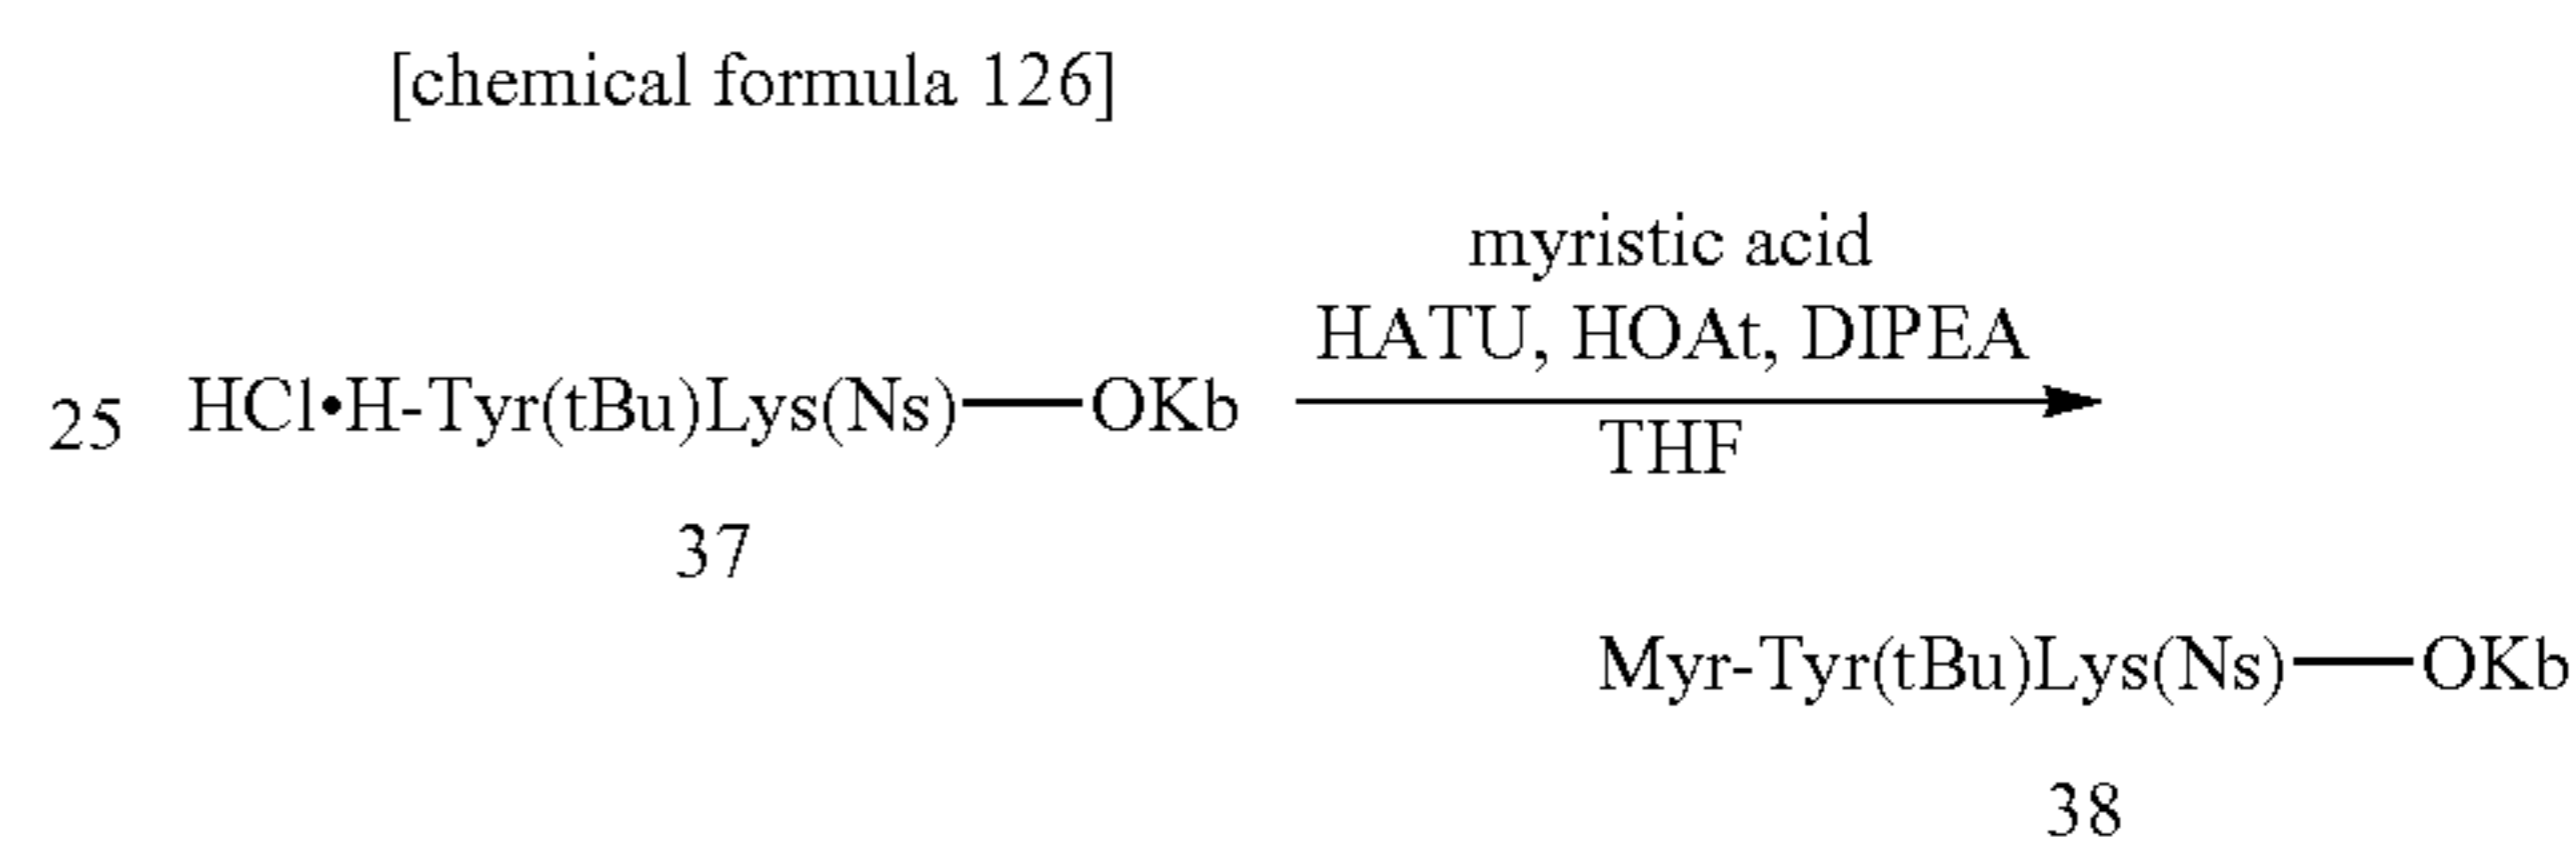 [chemical formula 126]
myristic acid
HATU, HOAt, DIPEA
25 HCl•H-Tyr(tBu)Lys(Ns)—OKb
THF
37
Myr-Tyr(tBu)Lys(Ns)—OKb
38